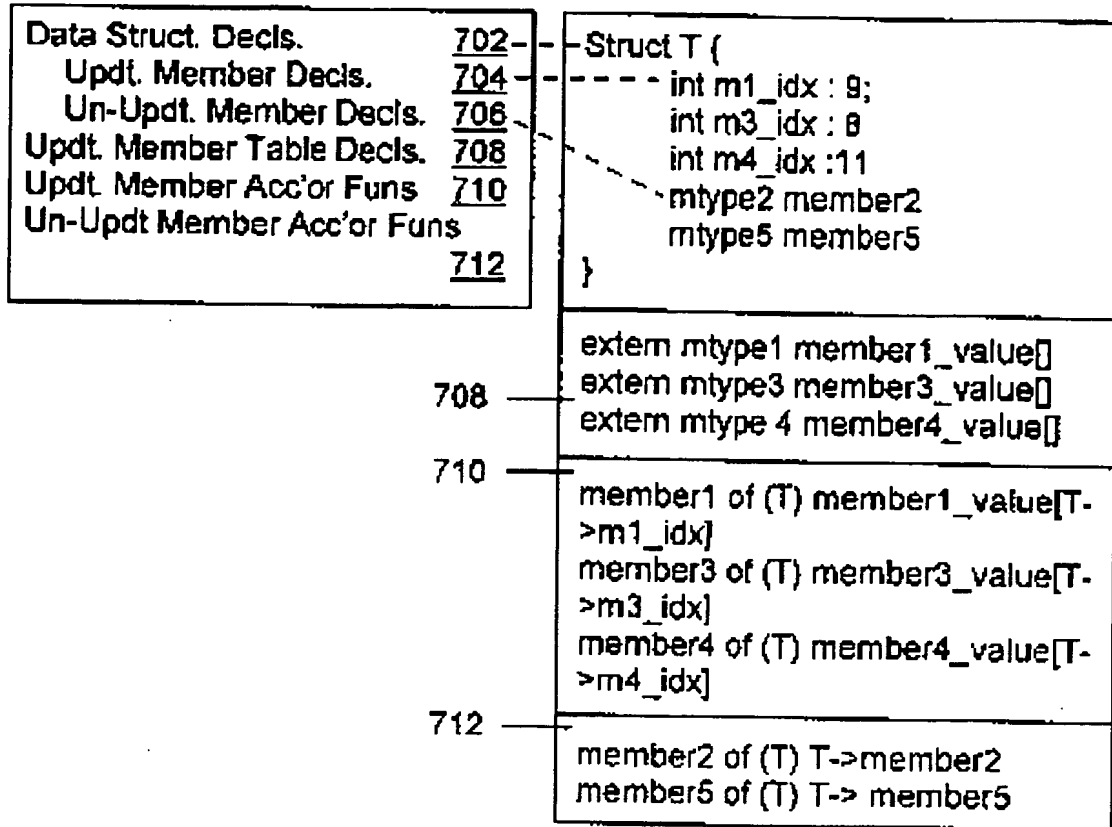 Data Struct. Decls. 702
Updt. Member Decls. 704
Un-Updt. Member Decls. 706
Updt. Member Table Decls. 708
Updt. Member Acc'or Funs 710
Un-Updt Member Acc'or Funs
712
Struct T {
int m1_idx : 9;
int m3_idx : 8
int m4_idx :11
mtype2 member2
mtype5 member5
}
708
extern mtype1 member1_value[]
extern mtype3 member3_value[]
extern mtype 4 member4_value[]
710
member1 of (T) member1_value[T-
>m1_idx]
member3 of (T) member3_value[T-
>m3_idx]
member4 of (T) member4_value[T-
>m4_idx]
712
member2 of (T) T->member2
member5 of (T) T-> member5